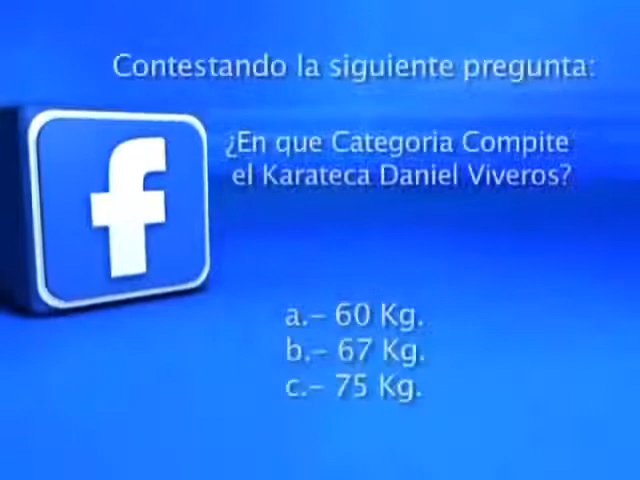 Contestando la siguiente pregunta:
¿En que Categoria Compite
el Karateca Daniel Viveros?
a.- 60 Kg.
b.- 67 Kg.
c.- 75 Kg.